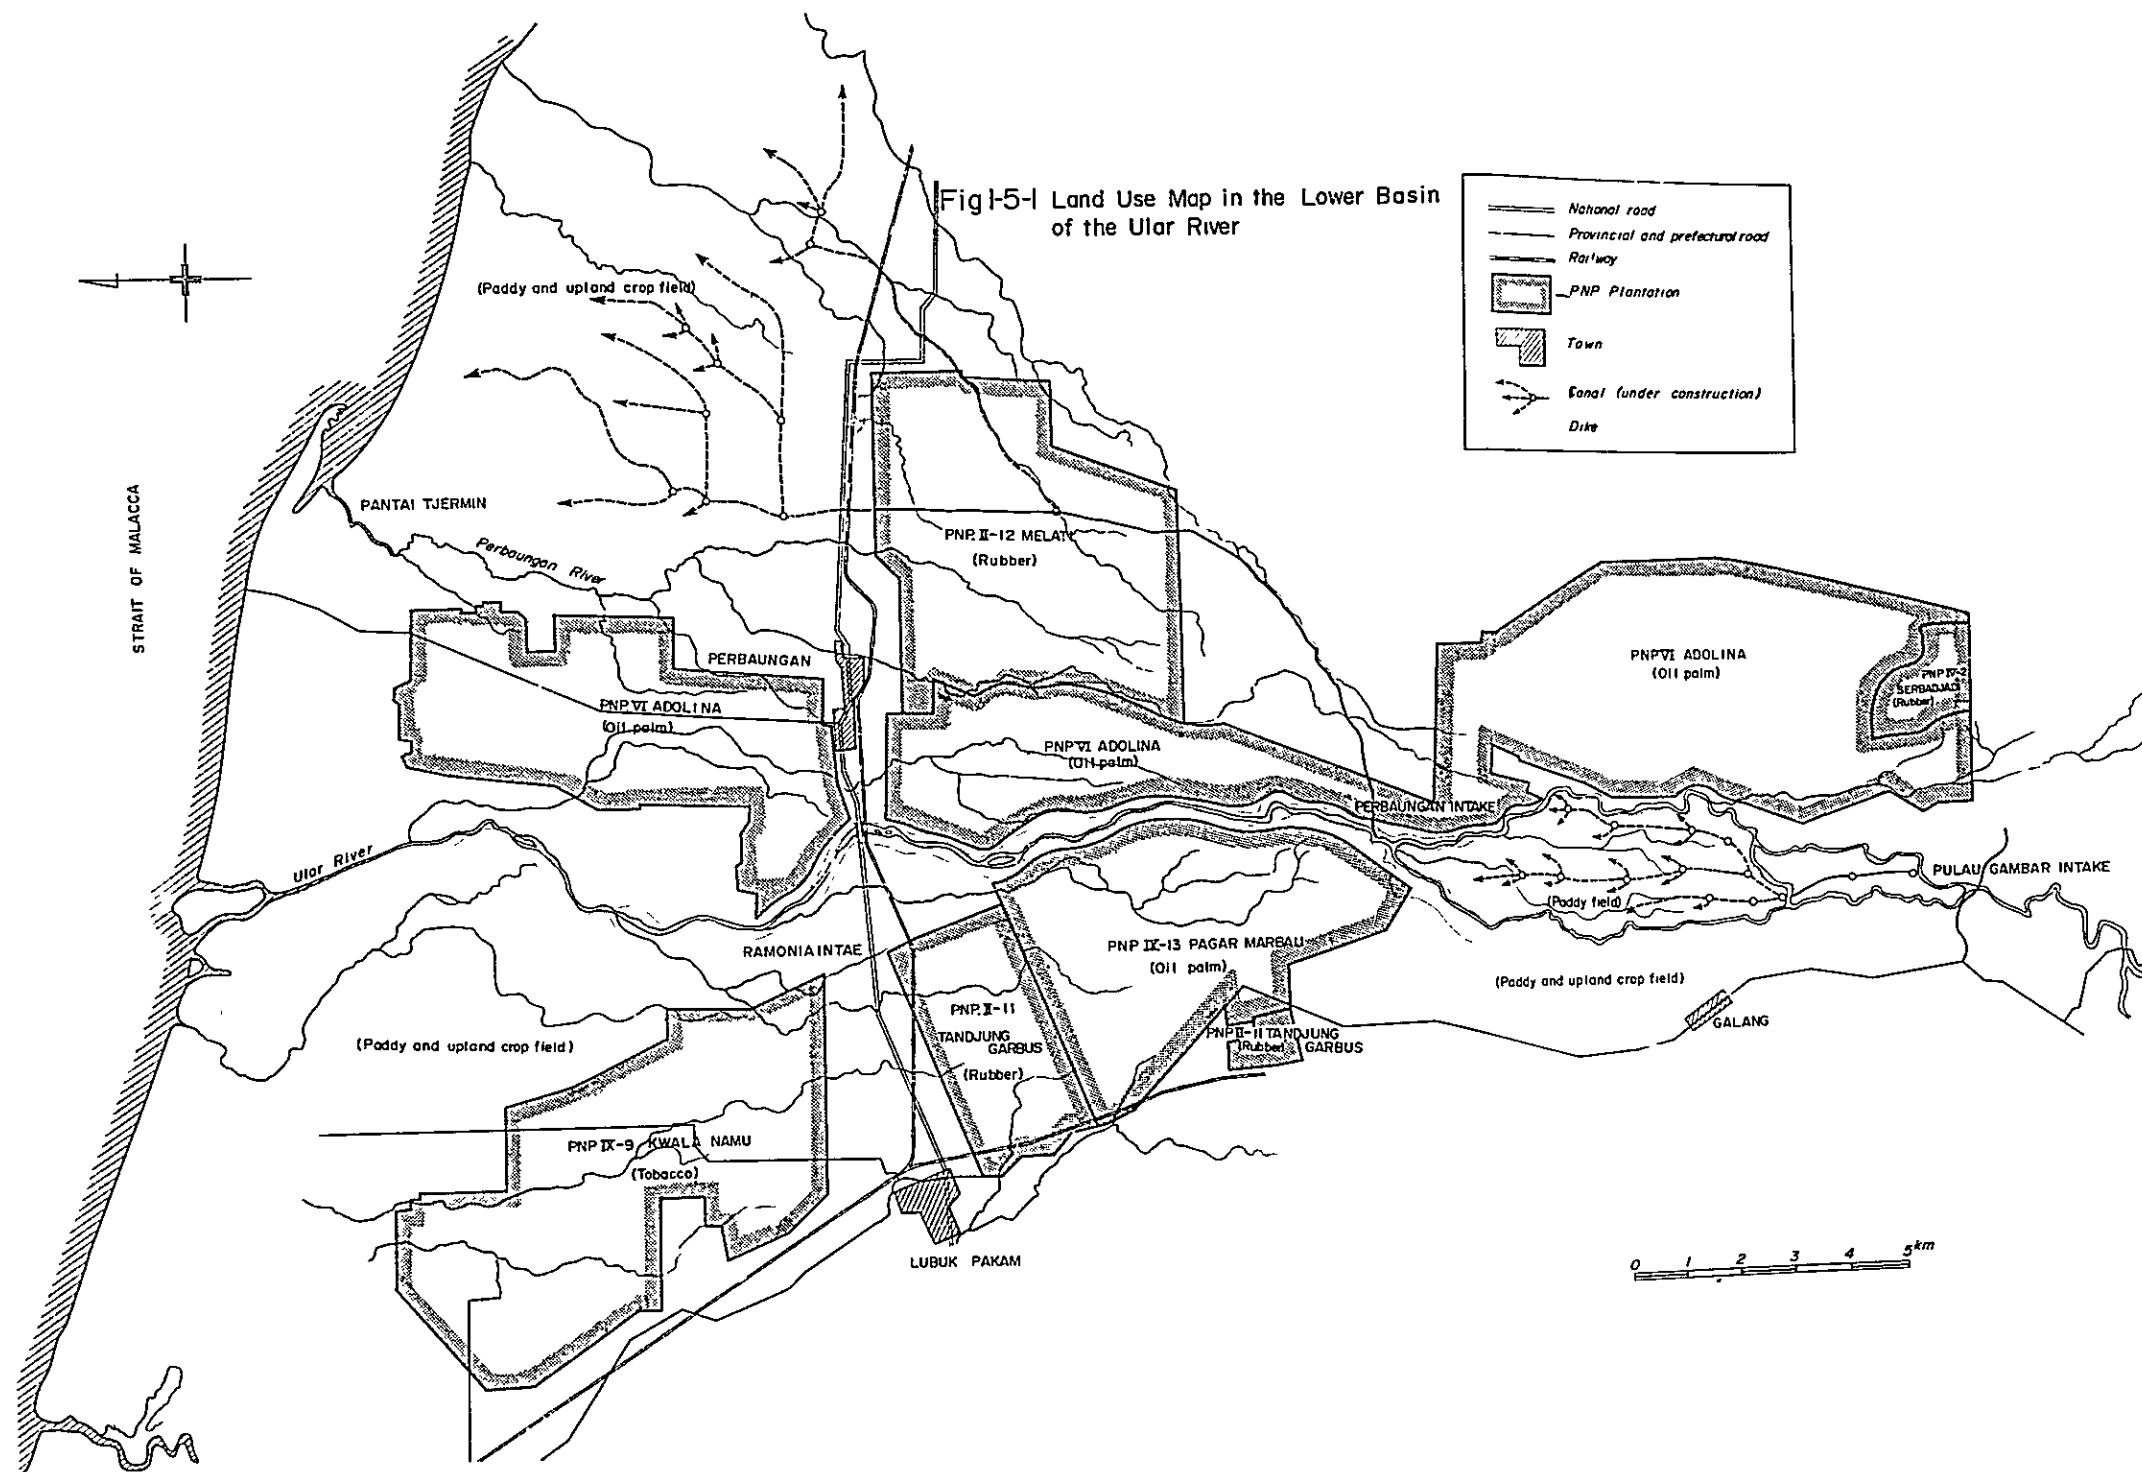 Fig 1-5-1 Land Use Map in the Lower Basin
of the Ular River
National road
Provincial and prefectural road
Railway
PNP Plantation
Town
Canal (under construction)
Dike
(Paddy and upland crop field)
STRAIT OF MALACCA
PANTAI TJERMIN
Perbaungan River
PNP. II-12 MELATI
(Rubber)
PERBAUNGAN
PNP VI ADOLINA
(Oil palm)
PNP VI ADOLINA
(Oil palm)
PNP VI ADOLINA
(Oil palm)
PNP IV-2
SERBADJADI
(Rubber)
PERBAUNGAN INTAKE
Ular River
PULAU GAMBAR INTAKE
(Paddy field)
RAMONIA INTAE
PNP IX-13 PAGAR MARBAU
(Oil palm)
(Paddy and upland crop field)
GALANG
PNP. II-11
TANDJUNG
GARBUS
(Rubber)
PNP II-11 TANDJUNG
(Rubber) GARBUS
(Paddy and upland crop field)
PNP IX-9 KWALA NAMU
(Tobacco)
LUBUK PAKAM
0 1 2 3 4 5 km